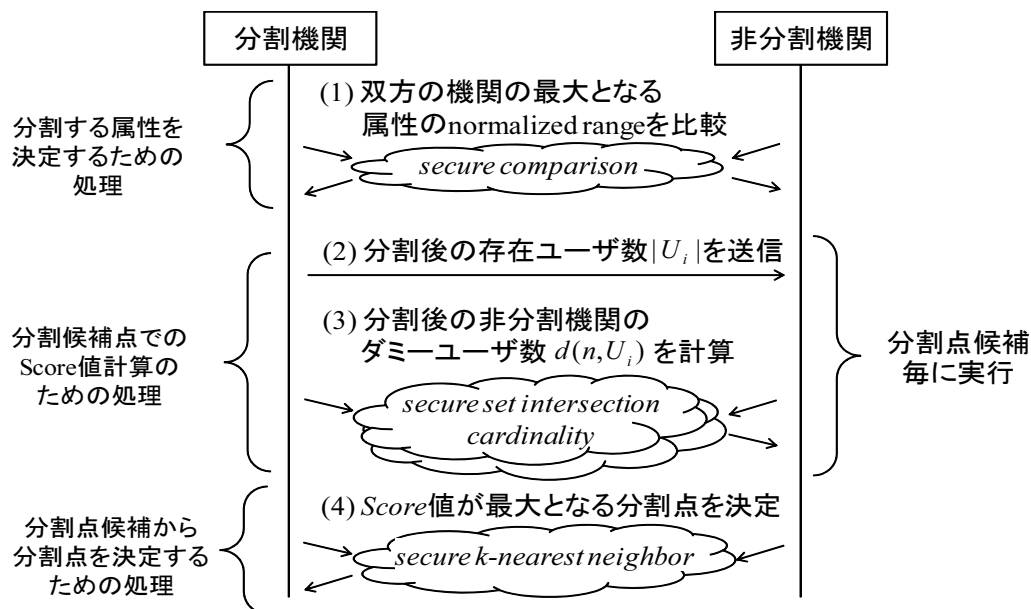 分割機関
非分割機関
(1) 双方の機関の最大となる
属性のnormalized rangeを比較
分割する属性を
決定するための
処理
secure comparison
(2) 分割後の存在ユーザ数|U_i|を送信
(3) 分割後の非分割機関の
ダミーユーザ数 d(n,U_i) を計算
分割候補点での
Score値計算の
ための処理
分割点候補
毎に実行
secure set intersection
cardinality
(4) Score値が最大となる分割点を決定
分割点候補から
分割点を決定する
ための処理
secure k-nearest neighbor